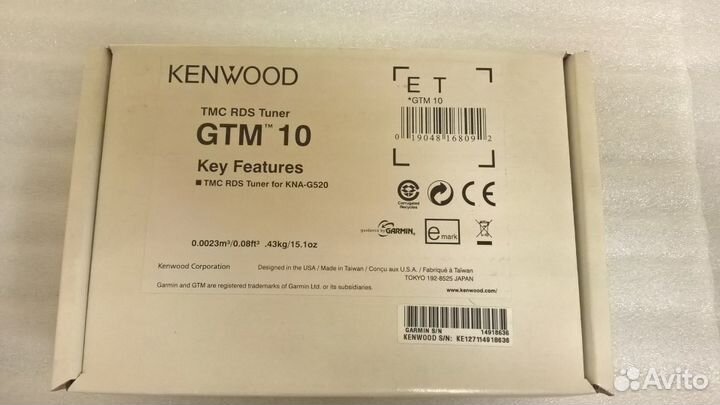 KENWOOD
TMC RDS Tuner
GTM™ 10
Key Features
■ TMC RDS Tuner for KNA-G520
0.0023m³/0.08ft³ .43kg/15.1oz
E T
*GTM 10
0 19048 16809 2
Corrugated
Recycles
guidance by GARMIN
e mark
Kenwood Corporation
Designed in the USA / Made in Taiwan / Conçu aux U.S.A. / Fabriqué à Taiwan
TOKYO 192-8525 JAPAN
Garmin and GTM are registered trademarks of Garmin Ltd. or its subsidiaries.
www.kenwood.com/
GARMIN S/N 14918636
KENWOOD S/N: KE127114918636
Avito